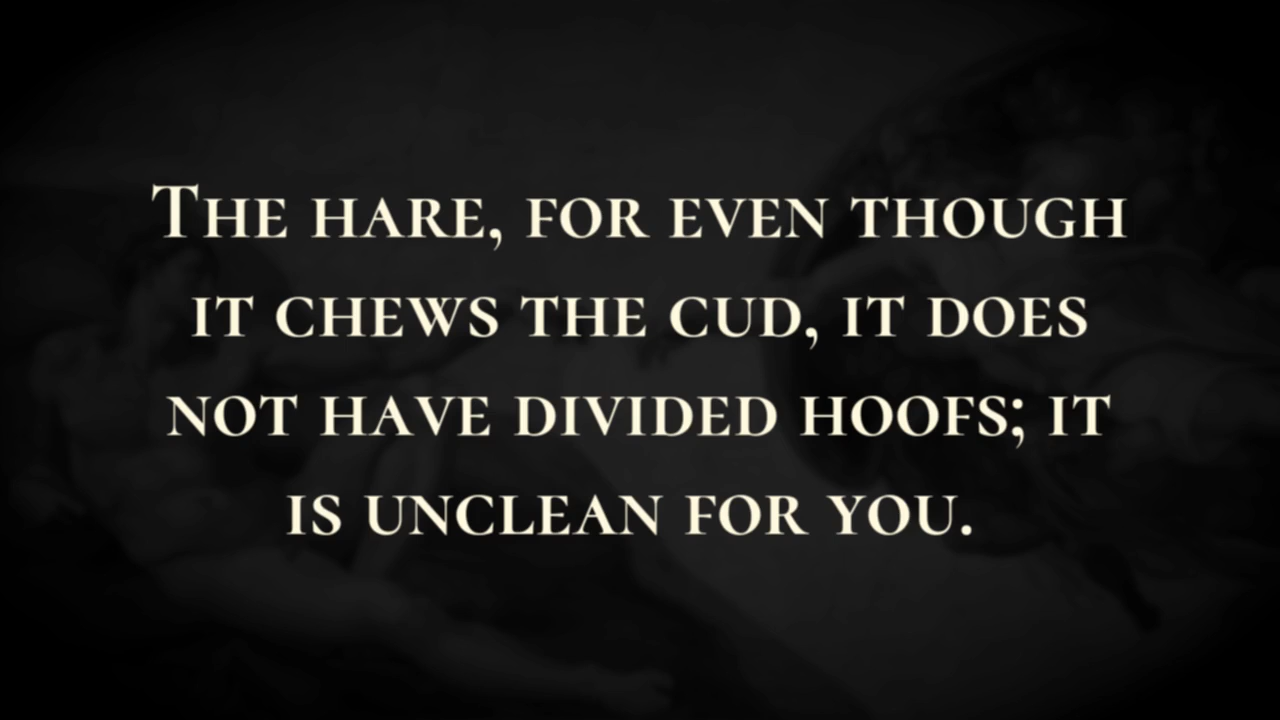 The hare, for even though
it chews the cud, it does
not have divided hoofs; it
is unclean for you.